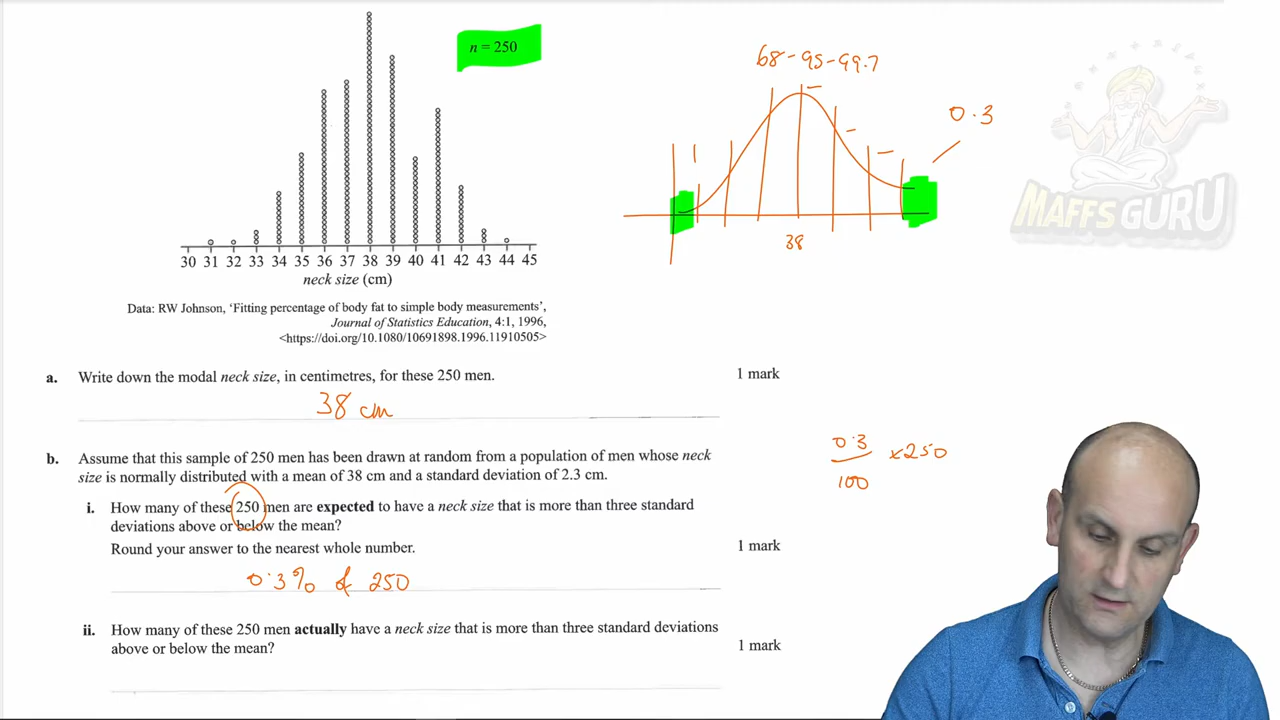 n = 250
30 31 32 33 34 35 36 37 38 39 40 41 42 43 44 45
neck size (cm)
Data: RW Johnson, ‘Fitting percentage of body fat to simple body measurements’,
Journal of Statistics Education, 4:1, 1996,
<https://doi.org/10.1080/10691898.1996.11910505>
68-95-99.7
0.3
38
MAFFSGURU
a. Write down the modal neck size, in centimetres, for these 250 men. 1 mark
38 cm
b. Assume that this sample of 250 men has been drawn at random from a population of men whose neck
size is normally distributed with a mean of 38 cm and a standard deviation of 2.3 cm.
i. How many of these 250 men are expected to have a neck size that is more than three standard
deviations above or below the mean?
Round your answer to the nearest whole number. 1 mark
0.3% of 250
0.3
100
×250
ii. How many of these 250 men actually have a neck size that is more than three standard deviations
above or below the mean? 1 mark